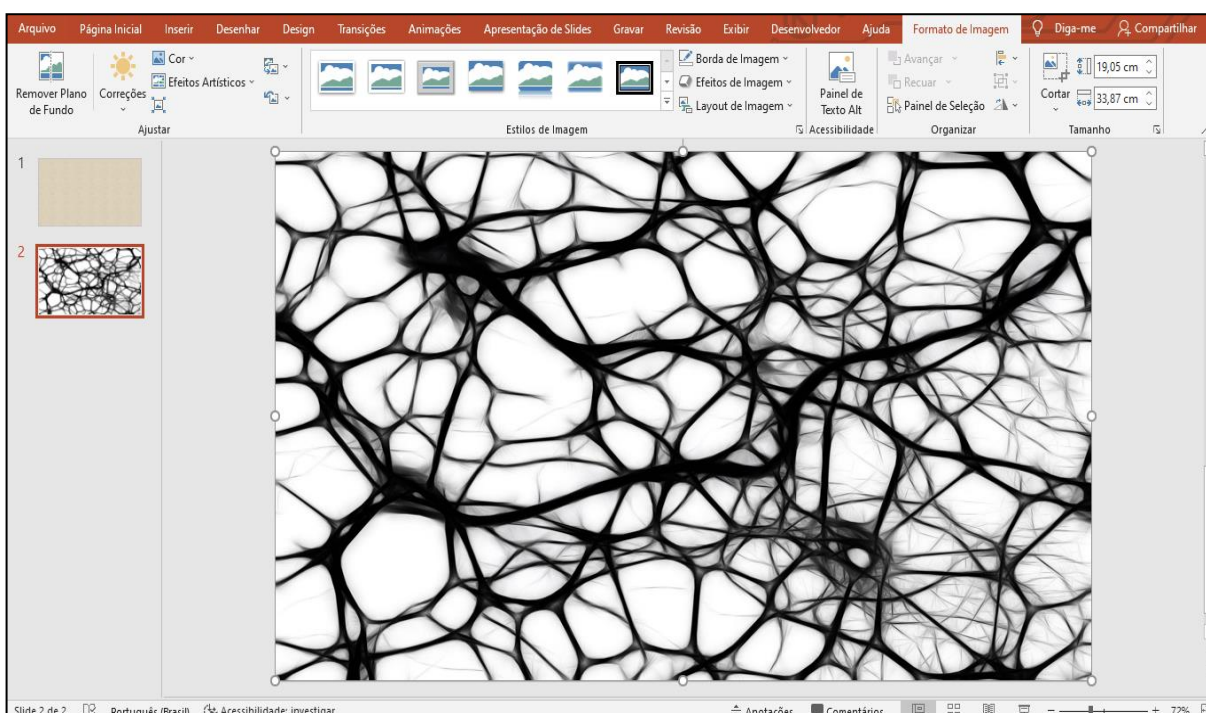 Arquivo Página Inicial Inserir Desenhar Design Transições Animações Apresentação de Slides Gravar Revisão Exibir Desenvolvedor Ajuda Formato de Imagem Diga-me Compartilhar
Remover Plano de Fundo
Correções
Cor
Efeitos Artísticos
Ajustar
Estilos de Imagem
Borda de Imagem
Efeitos de Imagem
Layout de Imagem
Painel de
Texto Alt
Acessibilidade
Avançar
Recuar
Painel de Seleção
Organizar
Cortar
19,05 cm
33,87 cm
Tamanho
1
2
Slide 2 de 2 Português (Brasil) Acessibilidade: investigar Anotações Comentários 72%